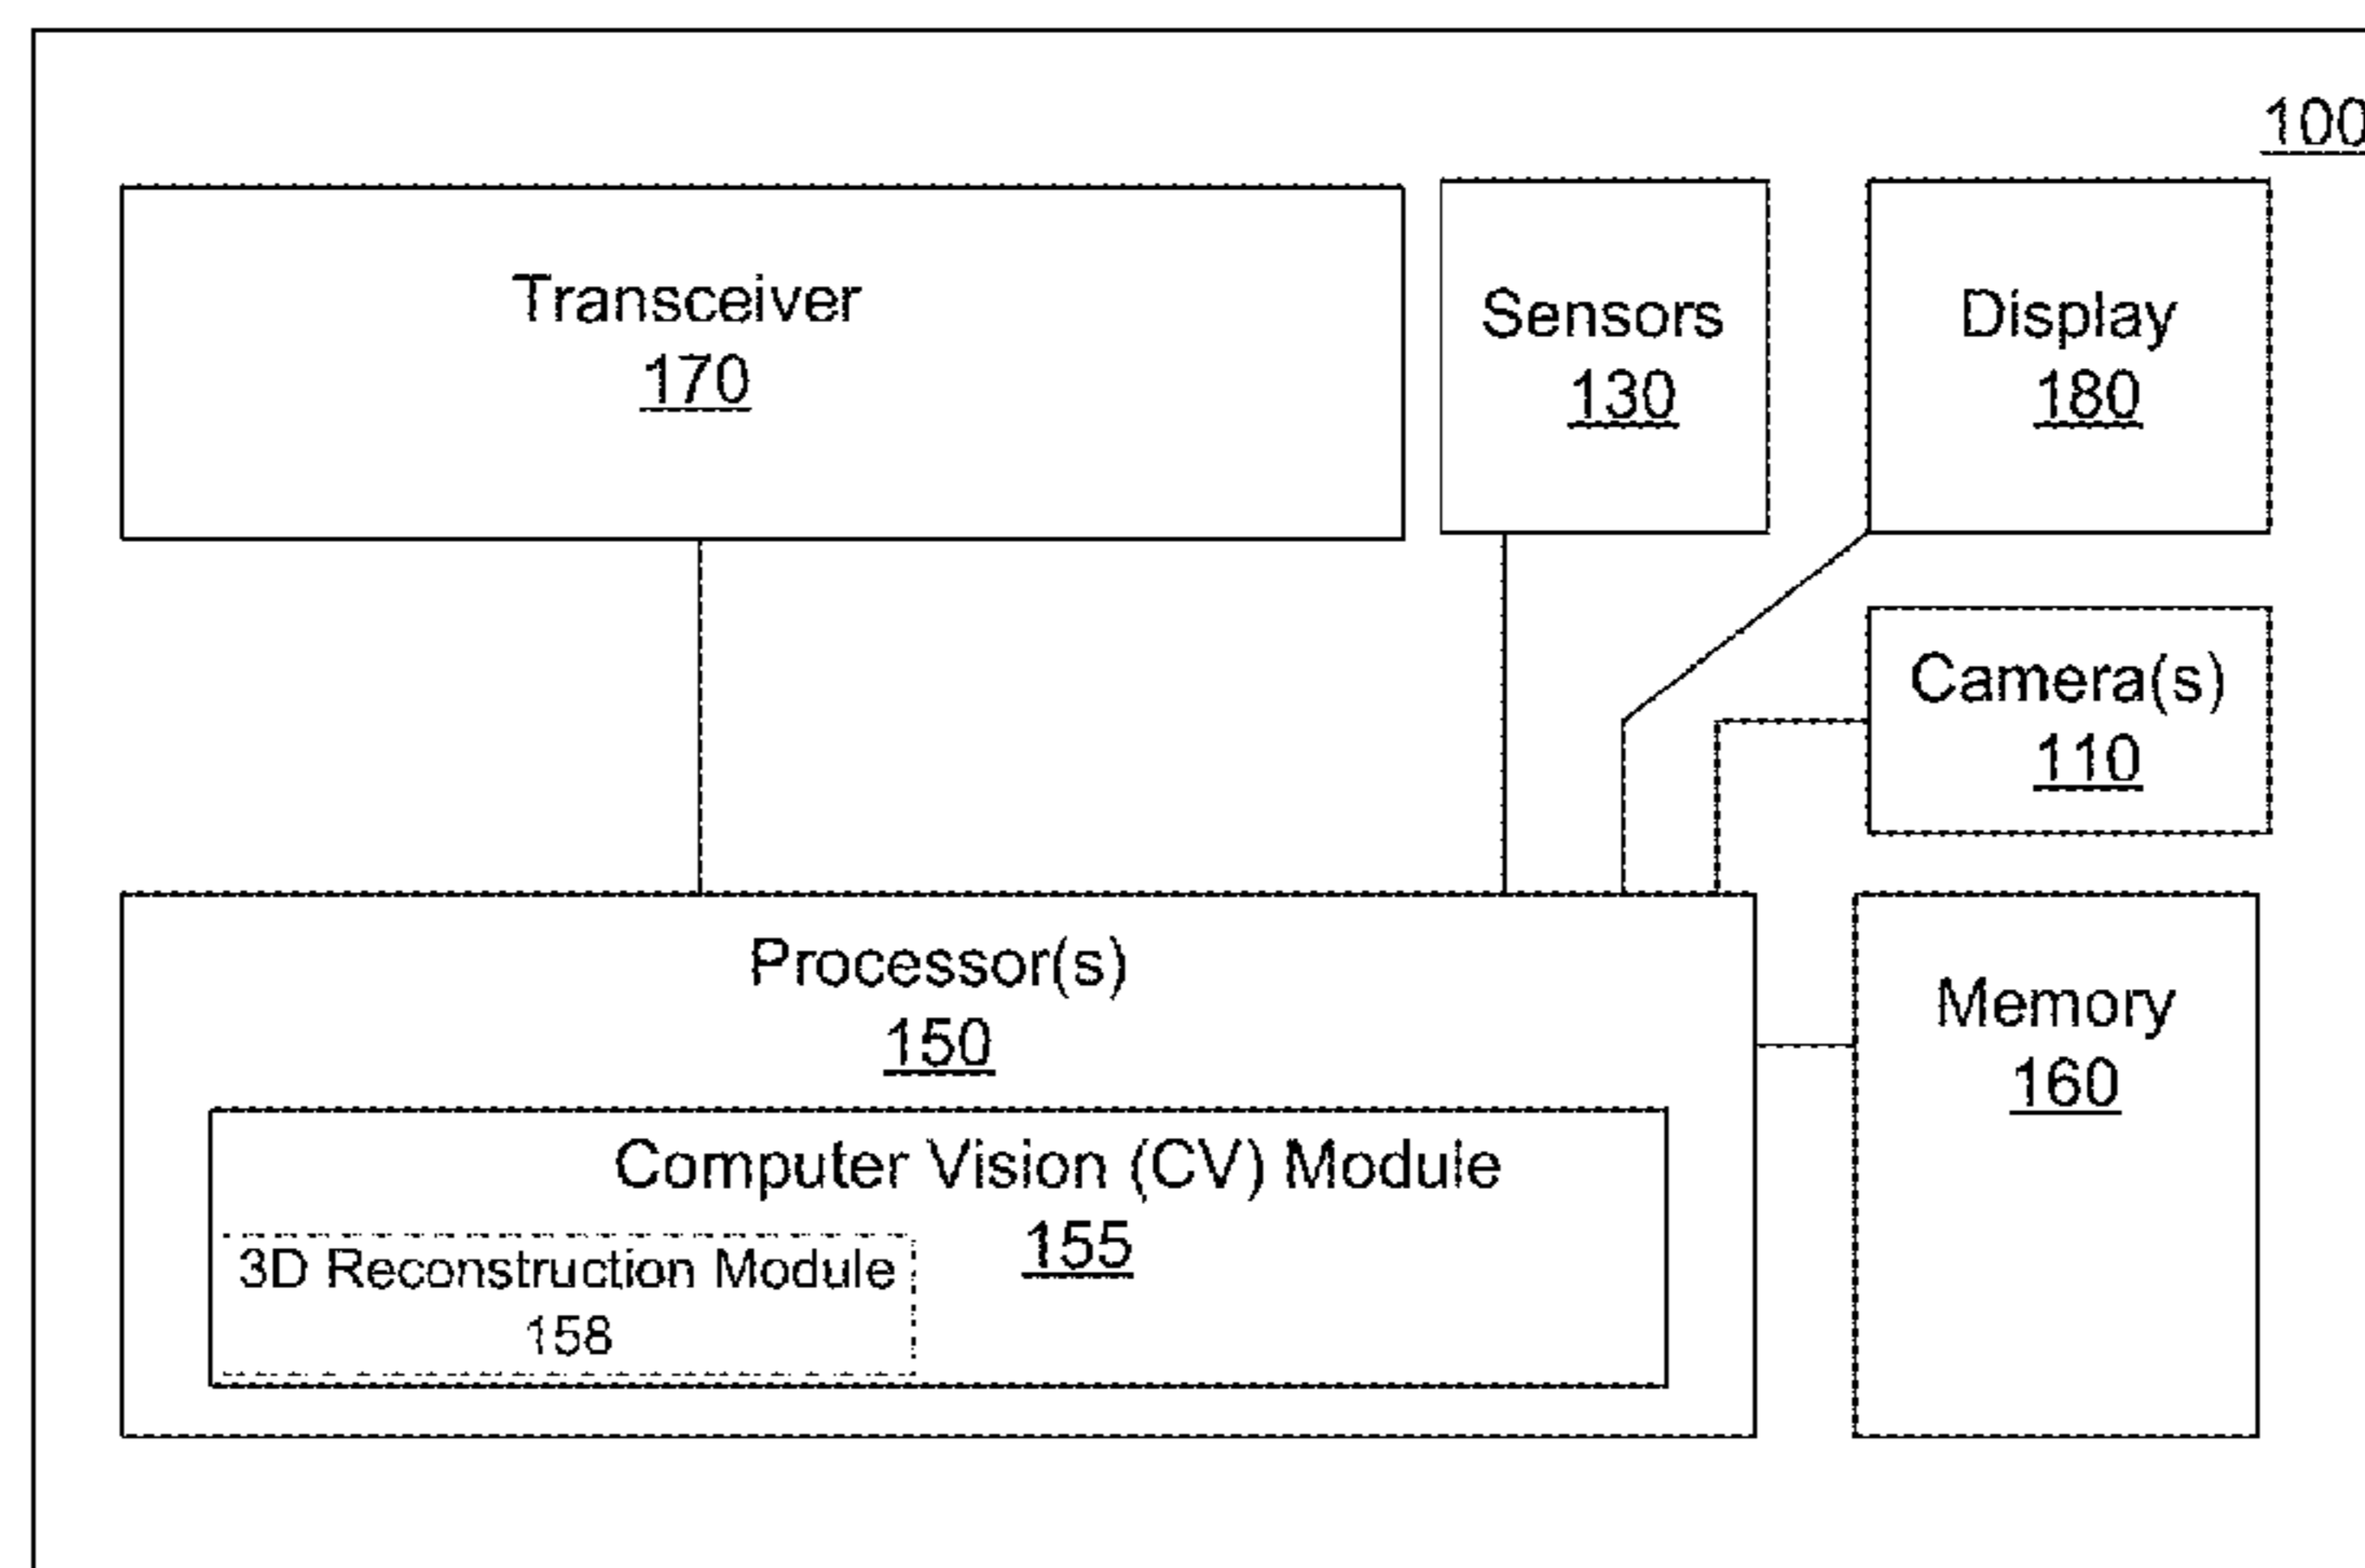 100
Transceiver
170
Sensors
130
Display
180
Camera(s)
110
Processor(s)
150
Memory
160
Computer Vision (CV) Module
155
3D Reconstruction Module
158